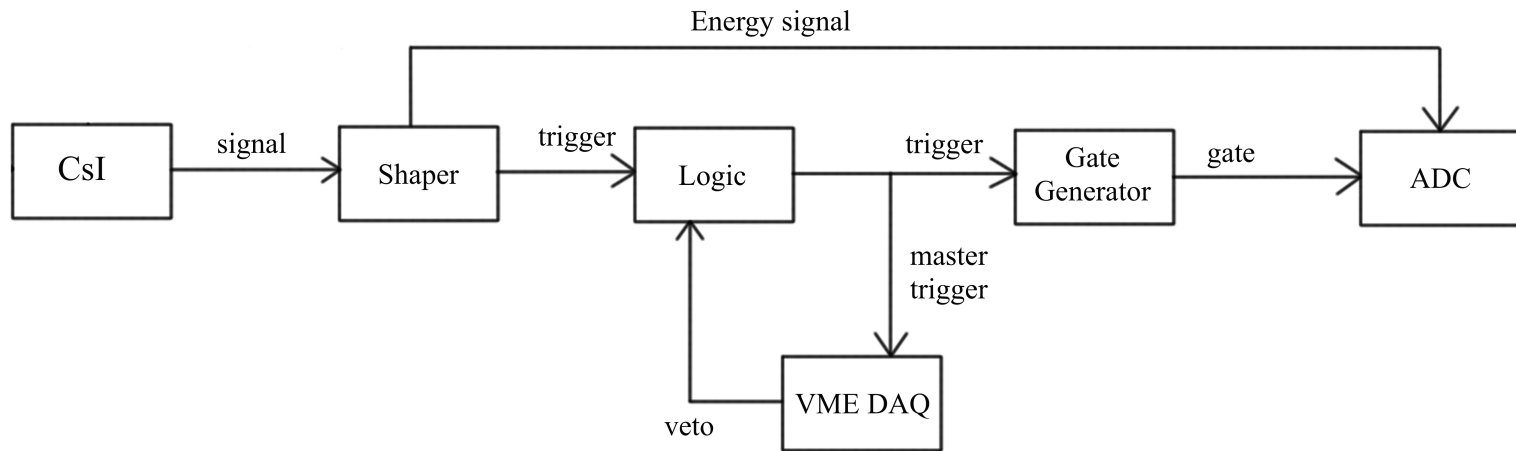 Energy signal
CsI
signal
Shaper
trigger
Logic
trigger
Gate
Generator
gate
ADC
master
trigger
VME DAQ
veto